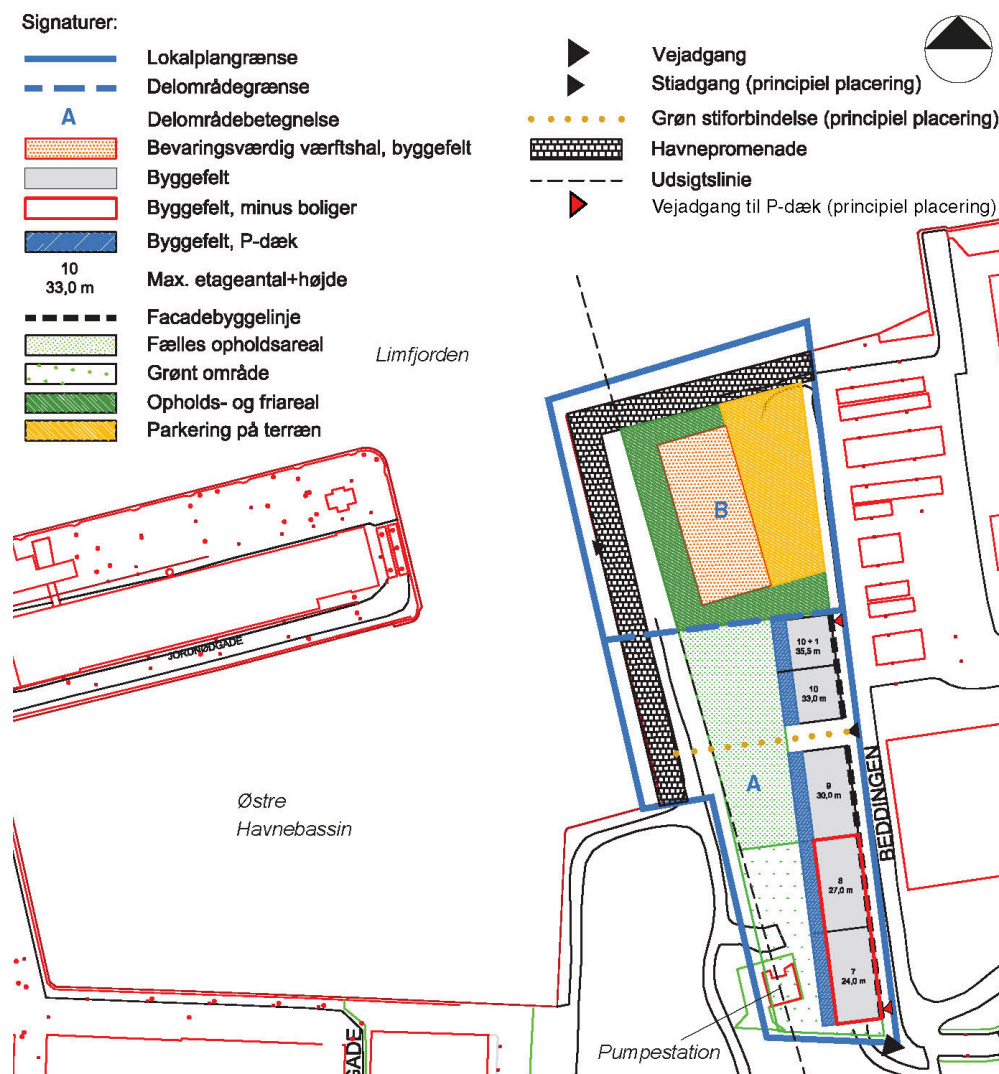 Signaturer:
Lokalplangrænse
Delområdegrænse
A
Delområdebetegnelse
Bevaringsværdig værftshal, byggefelt
Byggefelt
Byggefelt, minus boliger
Byggefelt, P-dæk
10
33,0 m
Max. etageantal+højde
Facadebyggelinje
Fælles opholdsareal
Grønt område
Opholds- og friareal
Parkering på terræn
Vejadgang
Stiadgang (principiel placering)
Grøn stiforbindelse (principiel placering)
Havnepromenade
Udsigtslinie
Vejadgang til P-dæk (principiel placering)
Limfjorden
B
JORDNØDGADE
10 + 1
35,5 m
10
33,0 m
A
9
30,0 m
Østre
Havnebassin
BEDDINGEN
8
27,0 m
7
24,0 m
Pumpestation
GADE